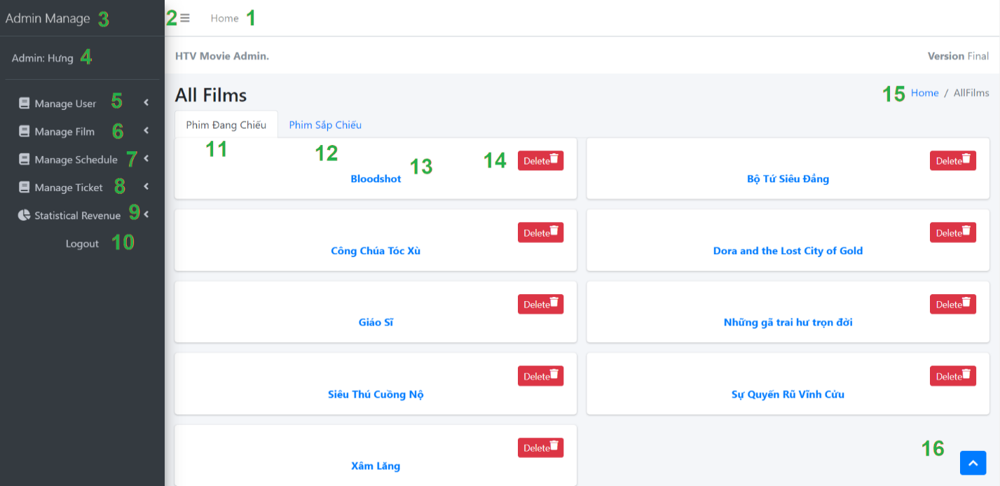 Admin Manage 3
2 Home 1
Admin: Hưng 4
HTV Movie Admin.
Version Final
Manage User 5
Manage Film 6
Manage Schedule 7
Manage Ticket 8
Statistical Revenue 9
Logout 10
All Films
15 Home / AllFilms
Phim Đang Chiếu Phim Sắp Chiếu
11 12 13 14
Delete
Bloodshot
Delete
Bộ Tứ Siêu Đẳng
Delete
Công Chúa Tóc Xù
Delete
Dora and the Lost City of Gold
Delete
Giáo Sĩ
Delete
Những gã trai hư trọn đời
Delete
Siêu Thú Cuồng Nộ
Delete
Sự Quyến Rũ Vĩnh Cửu
Delete
Xâm Lăng
16